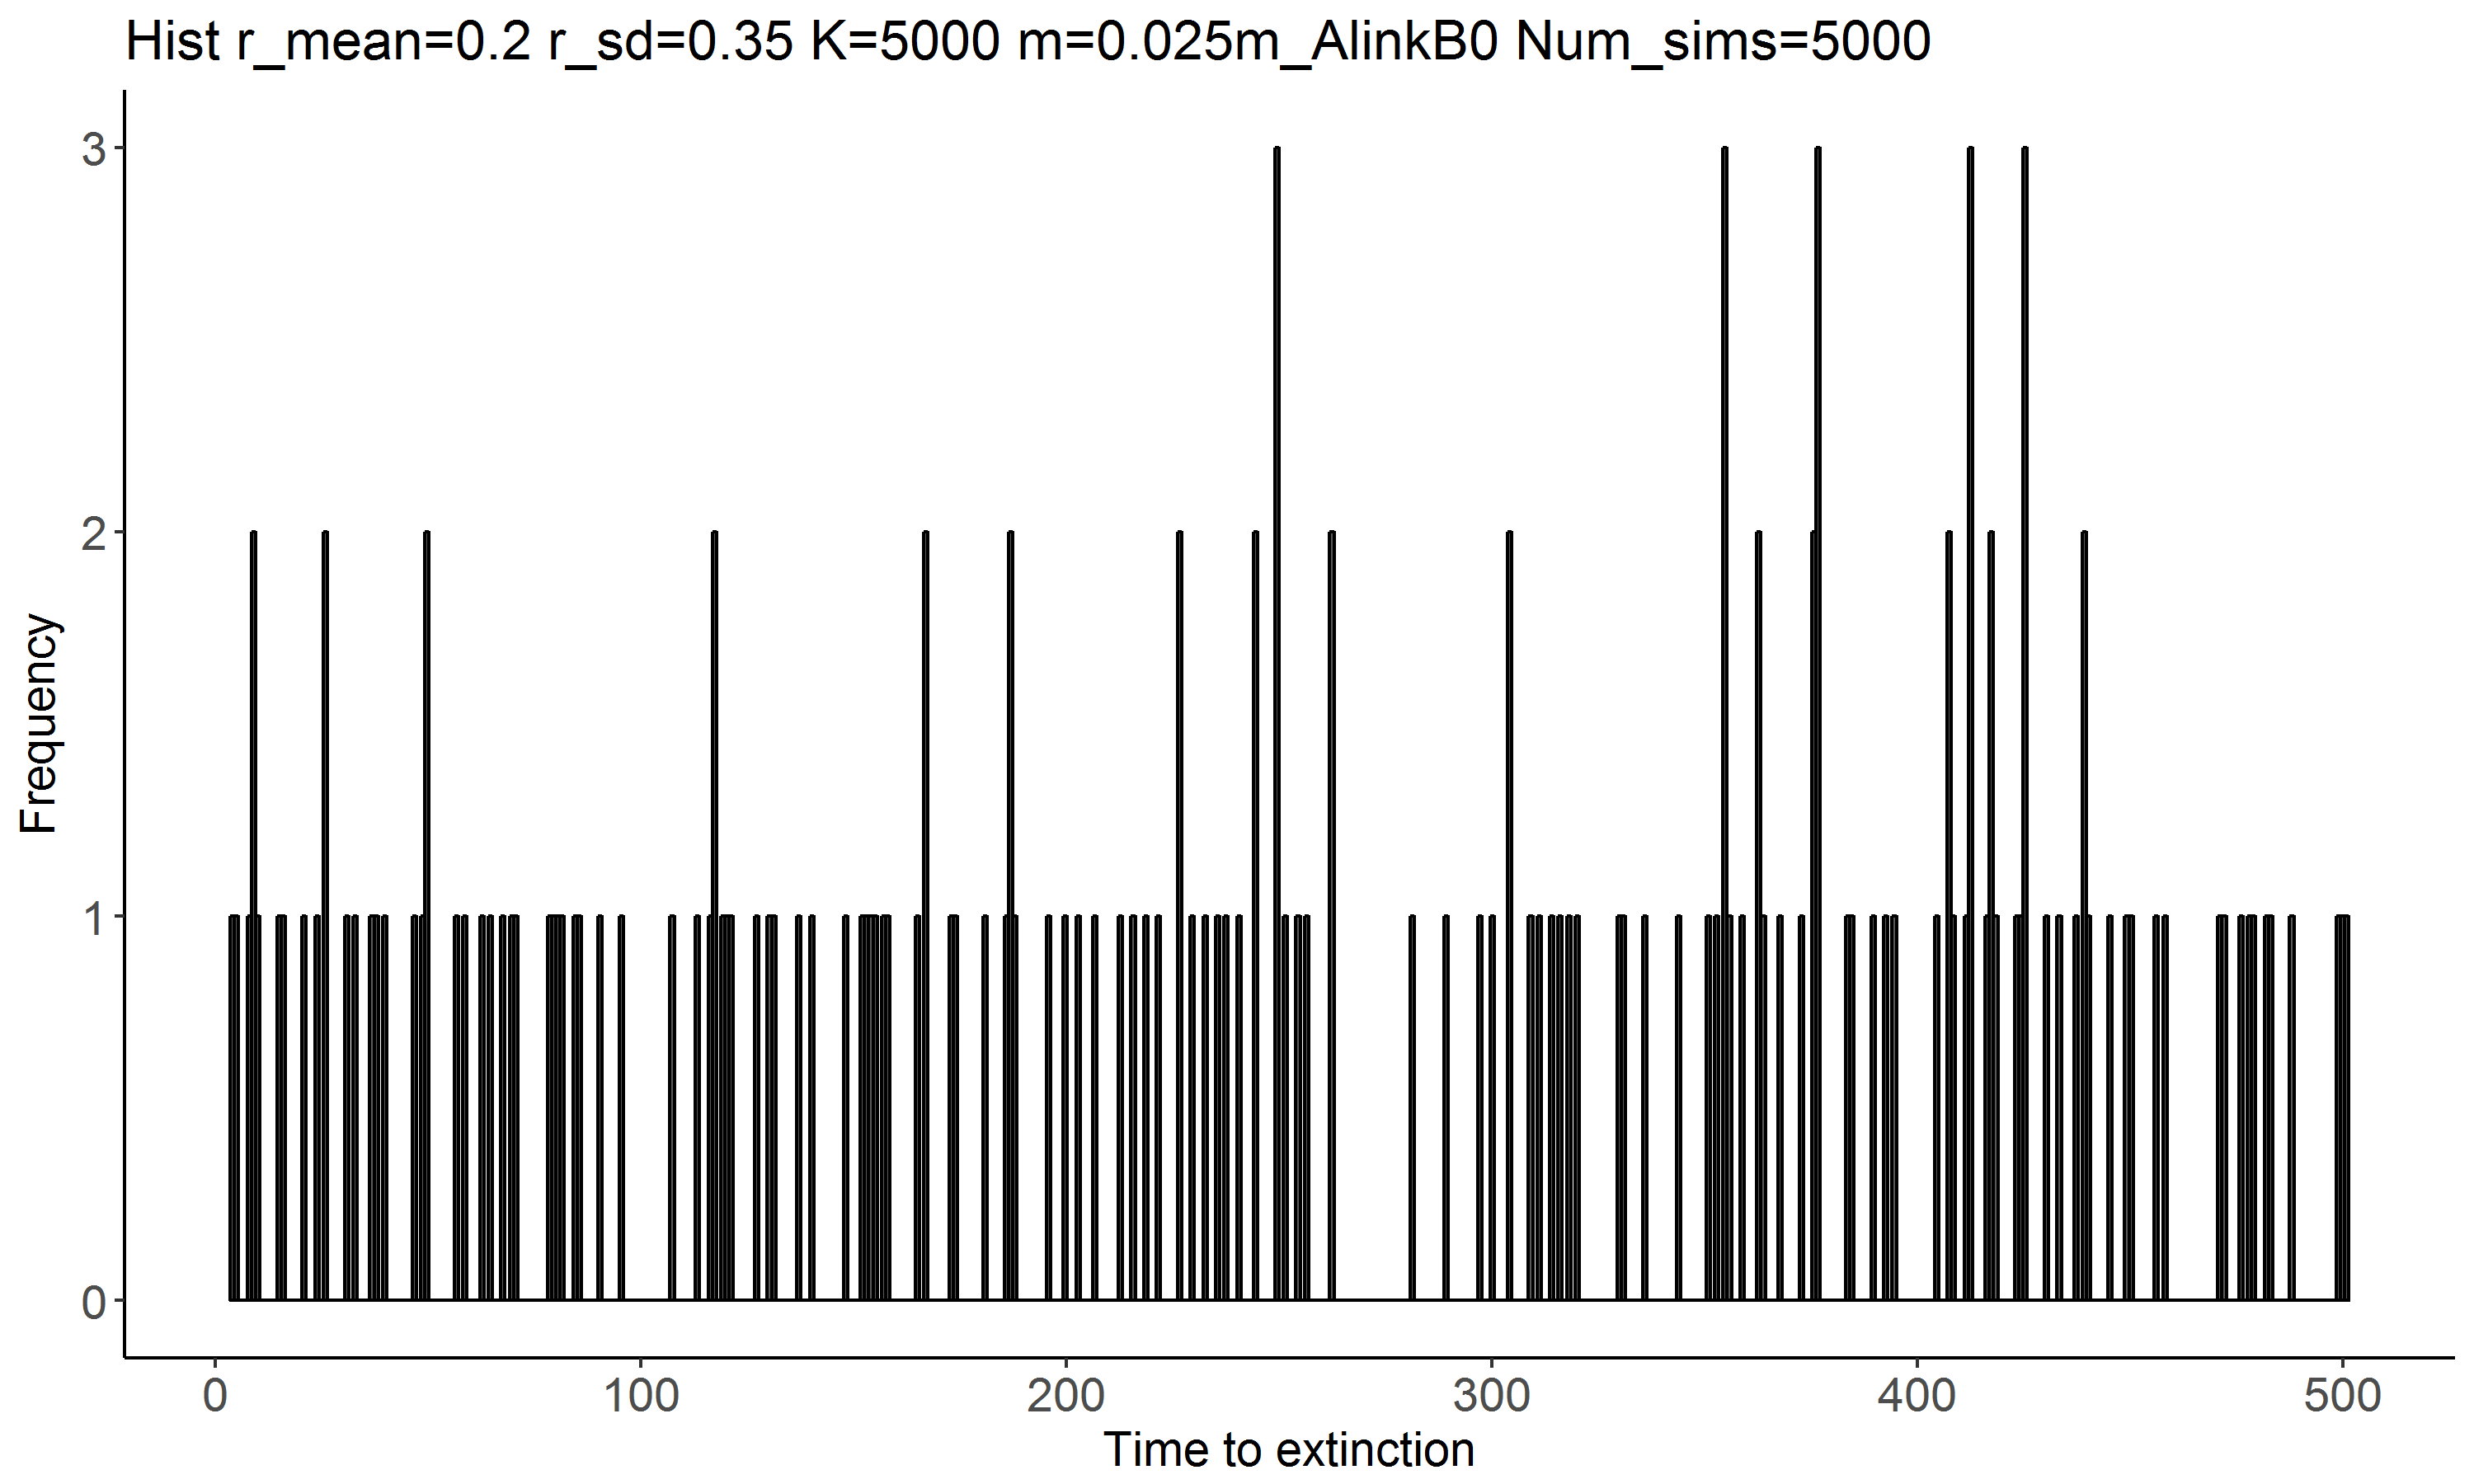 Hist r_mean=0.2 r_sd=0.35 K=5000 m=0.025m_AlinkB0 Num_sims=5000
3
2
1
0
Frequency
0 100 200 300 400 500
Time to extinction